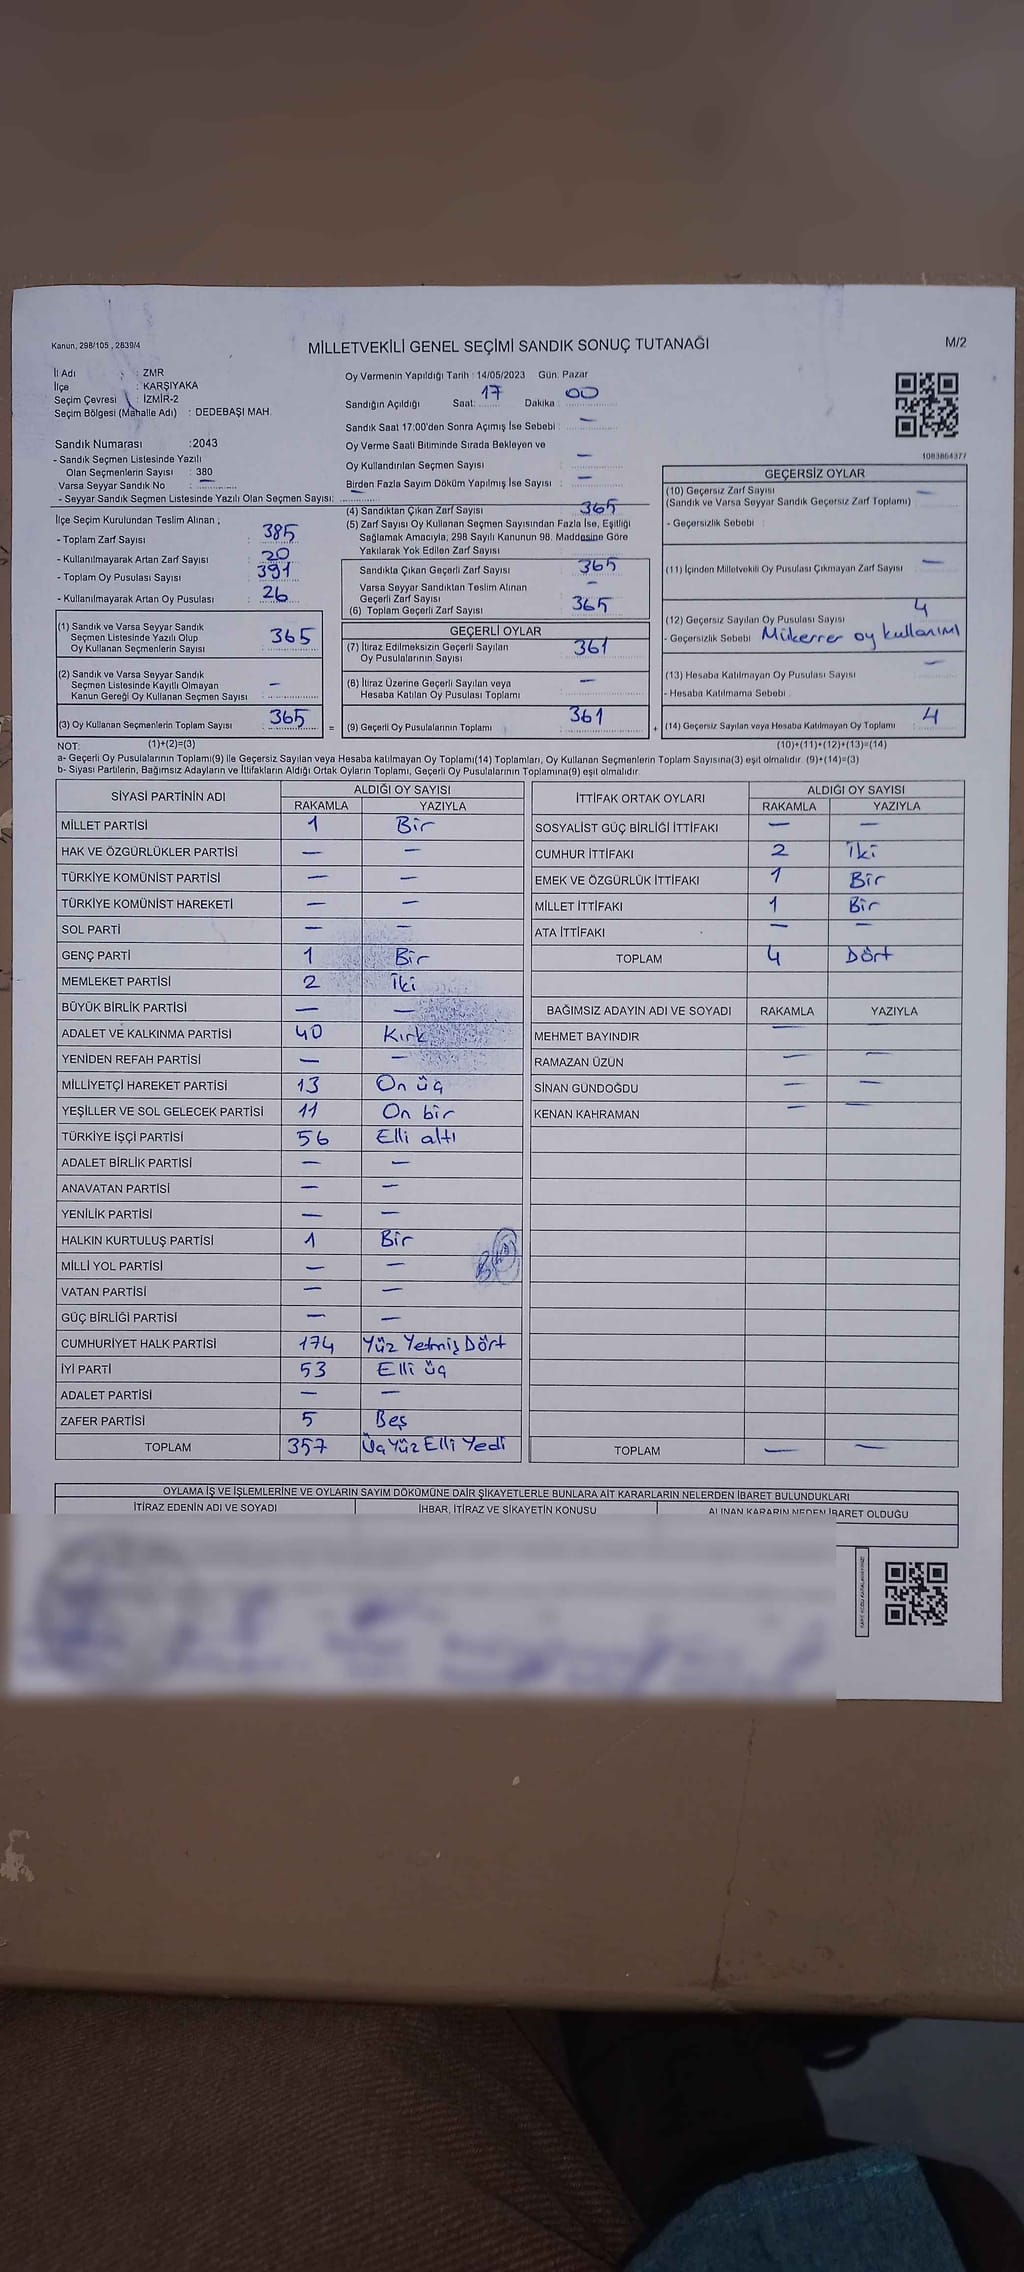 Kanun, 298/105 , 2839/4
MİLLETVEKİLİ GENEL SEÇİMİ SANDIK SONUÇ TUTANAĞI
M/2
İl Adı : ZMR
İlçe : KARŞIYAKA
Seçim Çevresi : İZMİR-2
Seçim Bölgesi (Mahalle Adı) : DEDEBAŞI MAH.
Sandık Numarası :2043
- Sandık Seçmen Listesinde Yazılı
Olan Seçmenlerin Sayısı : 380
Varsa Seyyar Sandık No : —
- Seyyar Sandık Seçmen Listesinde Yazılı Olan Seçmen Sayısı: —
Oy Vermenin Yapıldığı Tarih : 14/05/2023 Gün: Pazar
Sandığın Açıldığı Saat: 17 Dakika : 00
Sandık Saat 17:00'den Sonra Açımış İse Sebebi : —
Oy Verme Saati Bitiminde Sırada Bekleyen ve
Oy Kullandırılan Seçmen Sayısı : —
Birden Fazla Sayım Döküm Yapılmış İse Sayısı : —
1083864377
İlçe Seçim Kurulundan Teslim Alınan ;
- Toplam Zarf Sayısı : 385
- Kullanılmayarak Artan Zarf Sayısı : 20
- Toplam Oy Pusulası Sayısı : 391
- Kullanılmayarak Artan Oy Pusulası : 26
(1) Sandık ve Varsa Seyyar Sandık
Seçmen Listesinde Yazılı Olup
Oy Kullanan Seçmenlerin Sayısı : 365
(2) Sandık ve Varsa Seyyar Sandık
Seçmen Listesinde Kayıtlı Olmayan
Kanun Gereği Oy Kullanan Seçmen Sayısı : —
(3) Oy Kullanan Seçmenlerin Toplam Sayısı : 365
(4) Sandıktan Çıkan Zarf Sayısı : 365
(5) Zarf Sayısı Oy Kullanan Seçmen Sayısından Fazla İse, Eşitliği
Sağlamak Amacıyla, 298 Sayılı Kanunun 98. Maddesine Göre
Yakılarak Yok Edilen Zarf Sayısı : —
Sandıkta Çıkan Geçerli Zarf Sayısı : 365
Varsa Seyyar Sandıktan Teslim Alınan
Geçerli Zarf Sayısı : —
(6) Toplam Geçerli Zarf Sayısı : 365
GEÇERLİ OYLAR
(7) İtiraz Edilmeksizin Geçerli Sayılan
Oy Pusulalarının Sayısı : 361
(8) İtiraz Üzerine Geçerli Sayılan veya
Hesaba Katılan Oy Pusulası Toplamı : —
= (9) Geçerli Oy Pusulalarının Toplamı : 361 +
GEÇERSİZ OYLAR
(10) Geçersiz Zarf Sayısı : —
(Sandık ve Varsa Seyyar Sandık Geçersiz Zarf Toplamı)
- Geçersizlik Sebebi :
(11) İçinden Milletvekili Oy Pusulası Çıkmayan Zarf Sayısı : —
(12) Geçersiz Sayılan Oy Pusulası Sayısı : 4
- Geçersizlik Sebebi : Mükerrer oy kullanımı
(13) Hesaba Katılmayan Oy Pusulası Sayısı : —
- Hesaba Katılmama Sebebi :
(14) Geçersiz Sayılan veya Hesaba Katılmayan Oy Toplamı : 4
NOT: (1)+(2)=(3)
(10)+(11)+(12)+(13)=(14)
a- Geçerli Oy Pusulalarının Toplamı(9) ile Geçersiz Sayılan veya Hesaba katılmayan Oy Toplamı(14) Toplamları, Oy Kullanan Seçmenlerin Toplam Sayısına(3) eşit olmalıdır. (9)+(14)=(3)
b- Siyasi Partilerin, Bağımsız Adayların ve İttifakların Aldığı Ortak Oyların Toplamı, Geçerli Oy Pusulalarının Toplamına(9) eşit olmalıdır.
SİYASİ PARTİNİN ADI ALDIĞI OY SAYISI
RAKAMLA YAZIYLA
MİLLET PARTİSİ 1 Bir
HAK VE ÖZGÜRLÜKLER PARTİSİ — —
TÜRKİYE KOMÜNİST PARTİSİ — —
TÜRKİYE KOMÜNİST HAREKETİ — —
SOL PARTİ — —
GENÇ PARTİ 1 Bir
MEMLEKET PARTİSİ 2 İki
BÜYÜK BİRLİK PARTİSİ — —
ADALET VE KALKINMA PARTİSİ 40 Kırk
YENİDEN REFAH PARTİSİ — —
MİLLİYETÇİ HAREKET PARTİSİ 13 On üç
YEŞİLLER VE SOL GELECEK PARTİSİ 11 On bir
TÜRKİYE İŞÇİ PARTİSİ 56 Elli altı
ADALET BİRLİK PARTİSİ — —
ANAVATAN PARTİSİ — —
YENİLİK PARTİSİ — —
HALKIN KURTULUŞ PARTİSİ 1 Bir
MİLLİ YOL PARTİSİ — —
VATAN PARTİSİ — —
GÜÇ BİRLİĞİ PARTİSİ — —
CUMHURİYET HALK PARTİSİ 174 Yüz Yetmiş Dört
İYİ PARTİ 53 Elli üç
ADALET PARTİSİ — —
ZAFER PARTİSİ 5 Beş
TOPLAM 357 Üç Yüz Elli Yedi
İTTİFAK ORTAK OYLARI ALDIĞI OY SAYISI
RAKAMLA YAZIYLA
SOSYALİST GÜÇ BİRLİĞİ İTTİFAKI — —
CUMHUR İTTİFAKI 2 İki
EMEK VE ÖZGÜRLÜK İTTİFAKI 1 Bir
MİLLET İTTİFAKI 1 Bir
ATA İTTİFAKI — —
TOPLAM 4 Dört
BAĞIMSIZ ADAYIN ADI VE SOYADI RAKAMLA YAZIYLA
MEHMET BAYINDIR — —
RAMAZAN ÜZÜN — —
SİNAN GÜNDOĞDU — —
KENAN KAHRAMAN — —
TOPLAM — —
OYLAMA İŞ VE İŞLEMLERİNE VE OYLARIN SAYIM DÖKÜMÜNE DAİR ŞİKAYETLERLE BUNLARA AİT KARARLARIN NELERDEN İBARET BULUNDUKLARI
İTİRAZ EDENİN ADI VE SOYADI İHBAR, İTİRAZ VE ŞİKAYETİN KONUSU ALINAN KARARIN NEDEN İBARET OLDUĞU